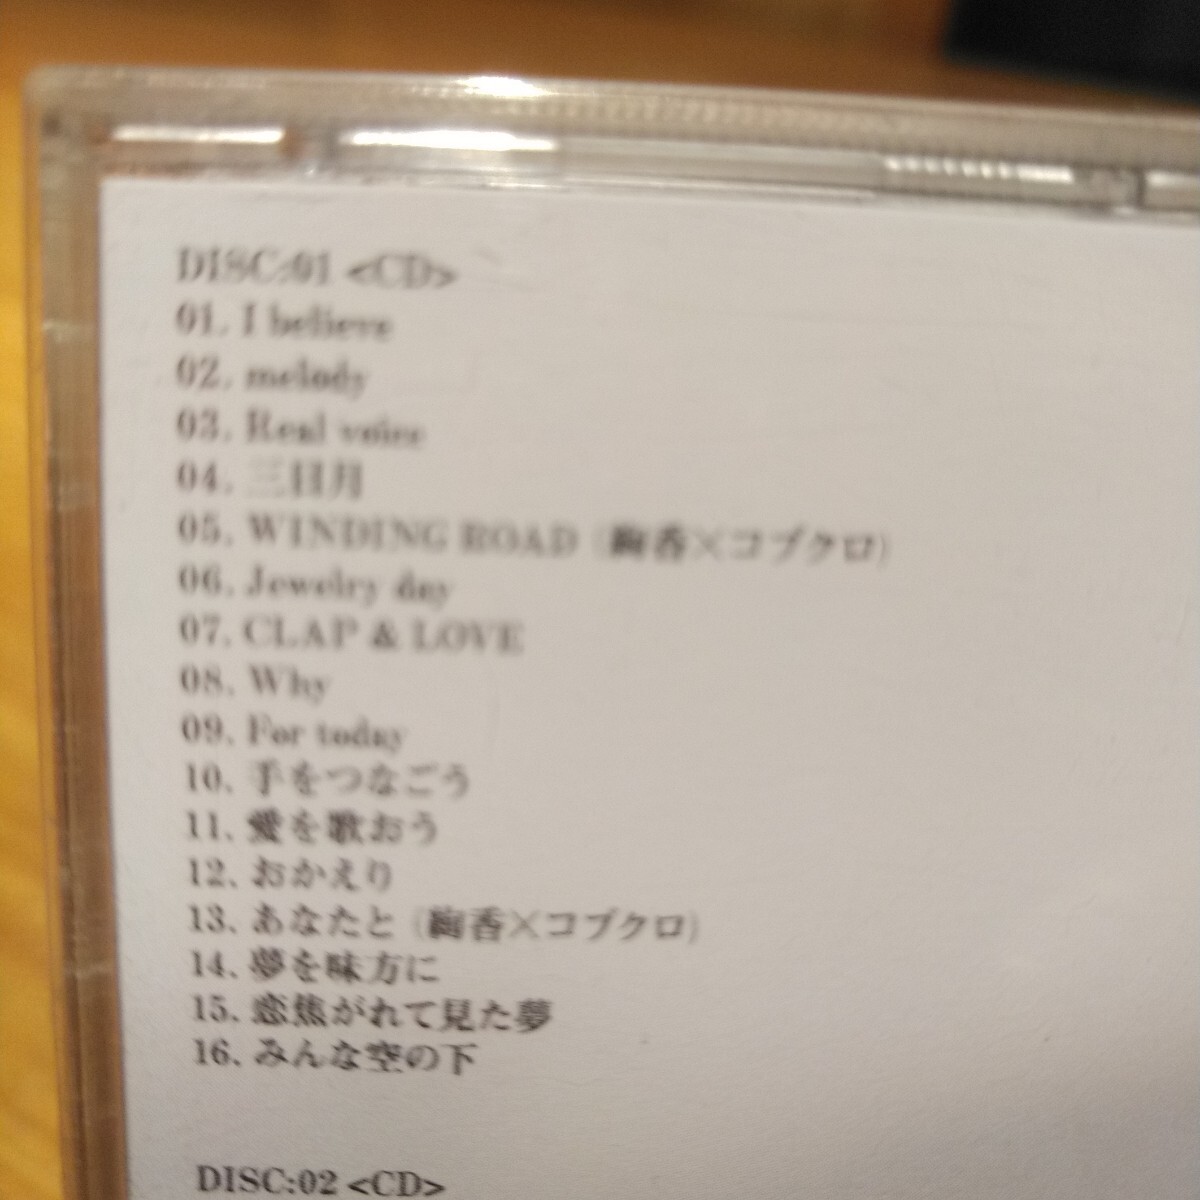 DISC:01 <CD>
01. I believe
02. melody
03. Real voice
04. 三日月
05. WINDING ROAD (絢香×コブクロ)
06. Jewelry day
07. CLAP & LOVE
08. Why
09. For today
10. 手をつなごう
11. 愛を歌おう
12. おかえり
13. あなたと (絢香×コブクロ)
14. 夢を味方に
15. 恋焦がれて見た夢
16. みんな空の下
DISC:02 <CD>